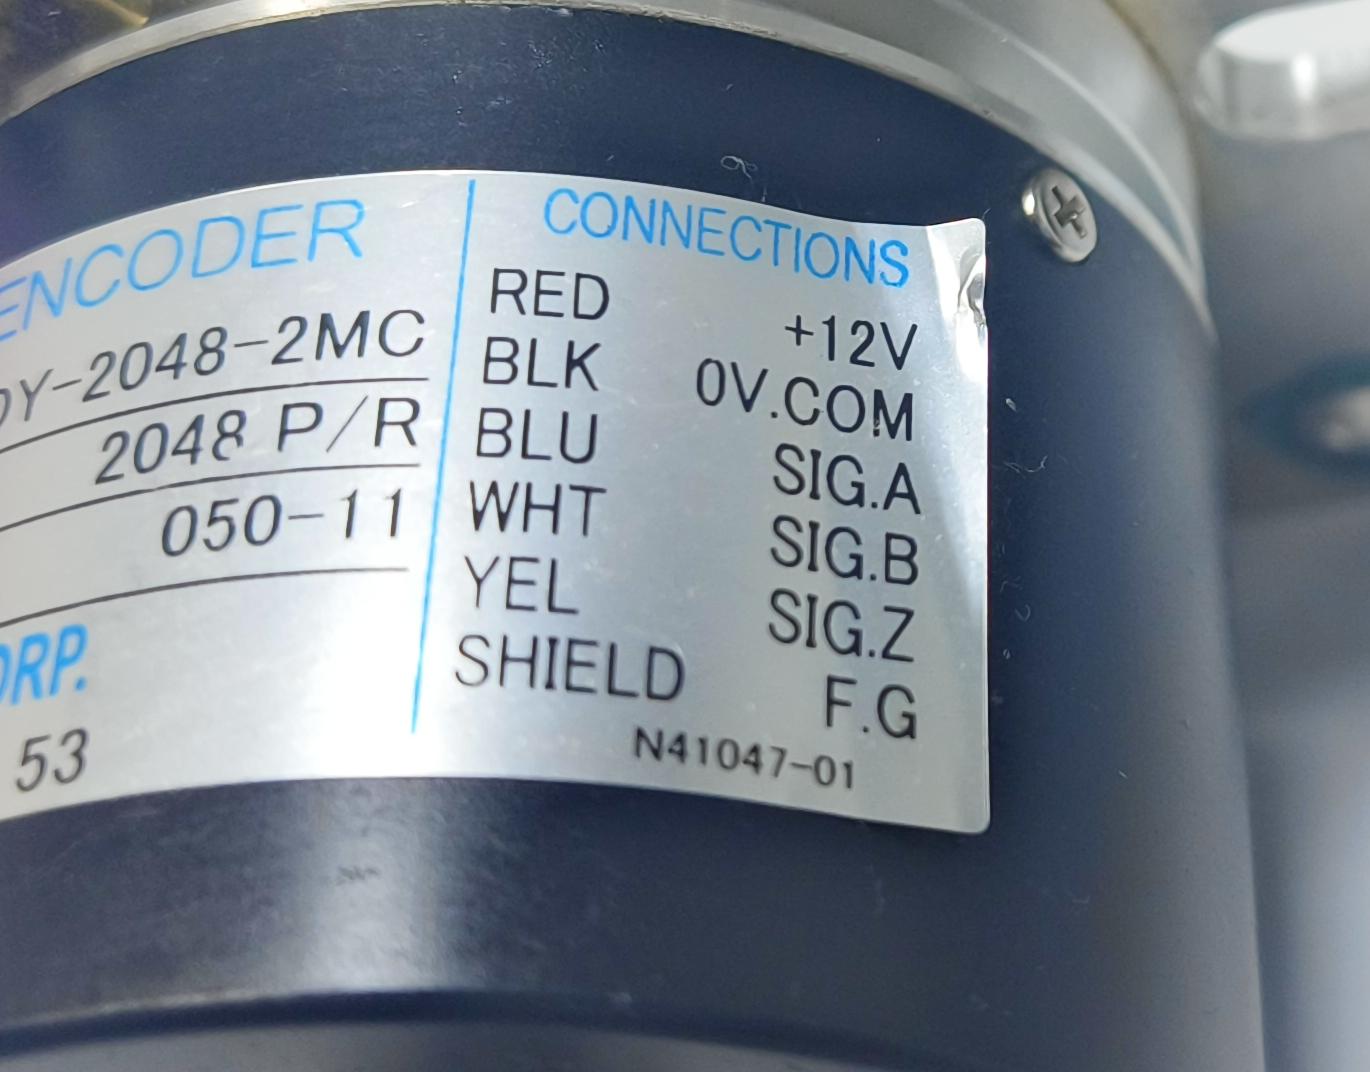 ENCODER
DY-2048-2MC
2048 P/R
050-11
ORP.
53
CONNECTIONS
RED +12V
BLK 0V.COM
BLU SIG.A
WHT SIG.B
YEL SIG.Z
SHIELD F.G
N41047-01